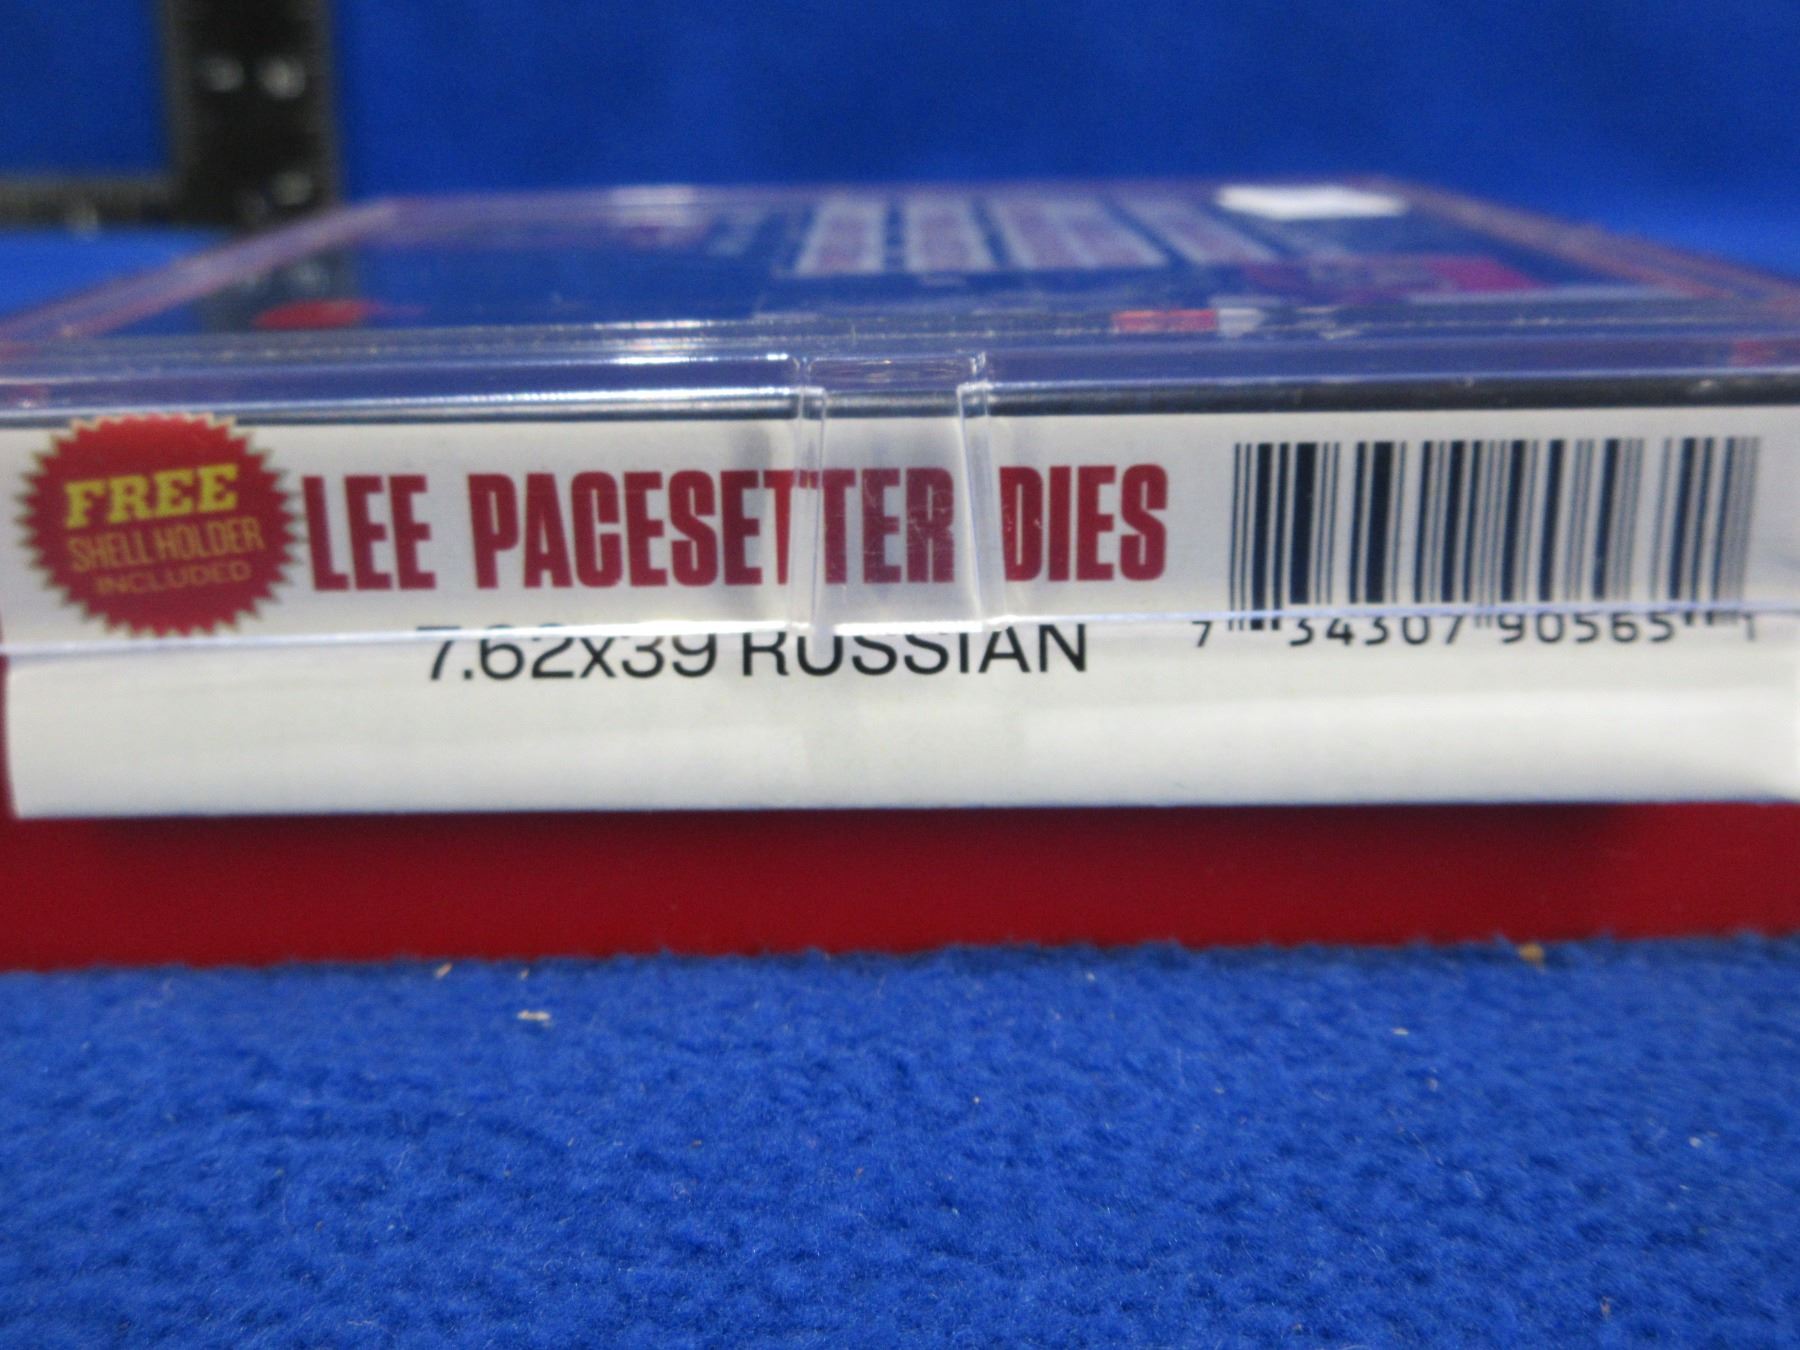 FREE
SHELL HOLDER
INCLUDED
LEE PACESETTER DIES
7.62x39 RUSSIAN
7 34307 90565 1